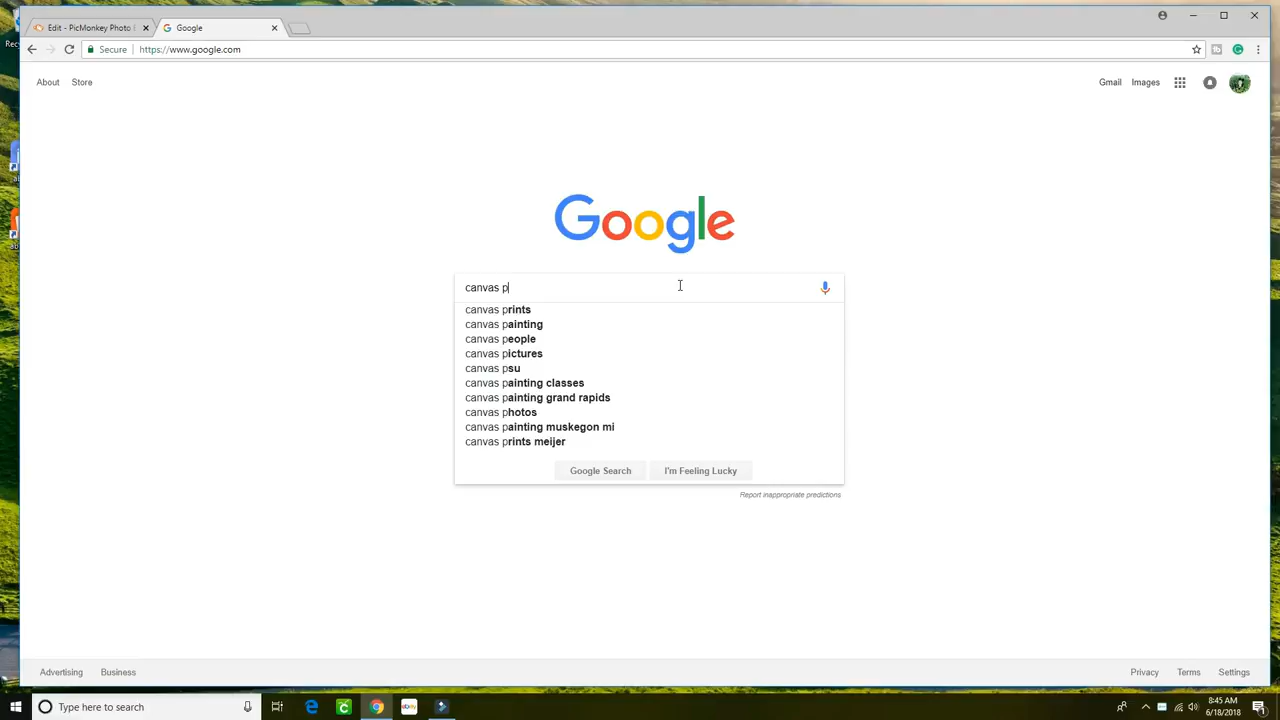 Edit - PicMonkey Photo E
Google
Secure
https://www.google.com
About
Store
Gmail
Images
Google
canvas p
canvas prints
canvas painting
canvas people
canvas pictures
canvas psu
canvas painting classes
canvas painting grand rapids
canvas photos
canvas painting muskegon mi
canvas prints meijer
Google Search
I'm Feeling Lucky
Report inappropriate predictions
Advertising
Business
Privacy
Terms
Settings
Type here to search
ebay
8:45 AM
6/18/2018